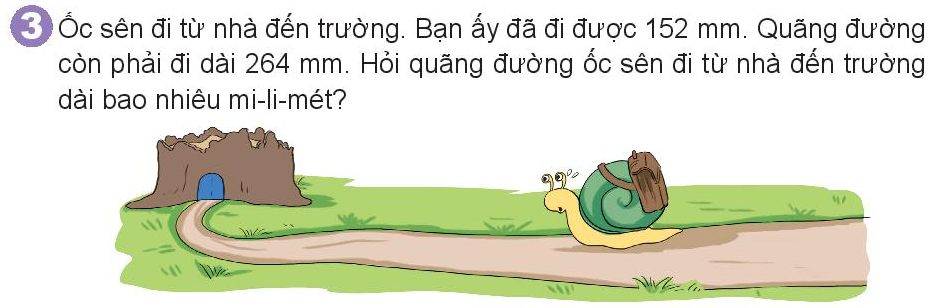 3 Ốc sên đi từ nhà đến trường. Bạn ấy đã đi được 152 mm. Quãng đường
còn phải đi dài 264 mm. Hỏi quãng đường ốc sên đi từ nhà đến trường
dài bao nhiêu mi-li-mét?